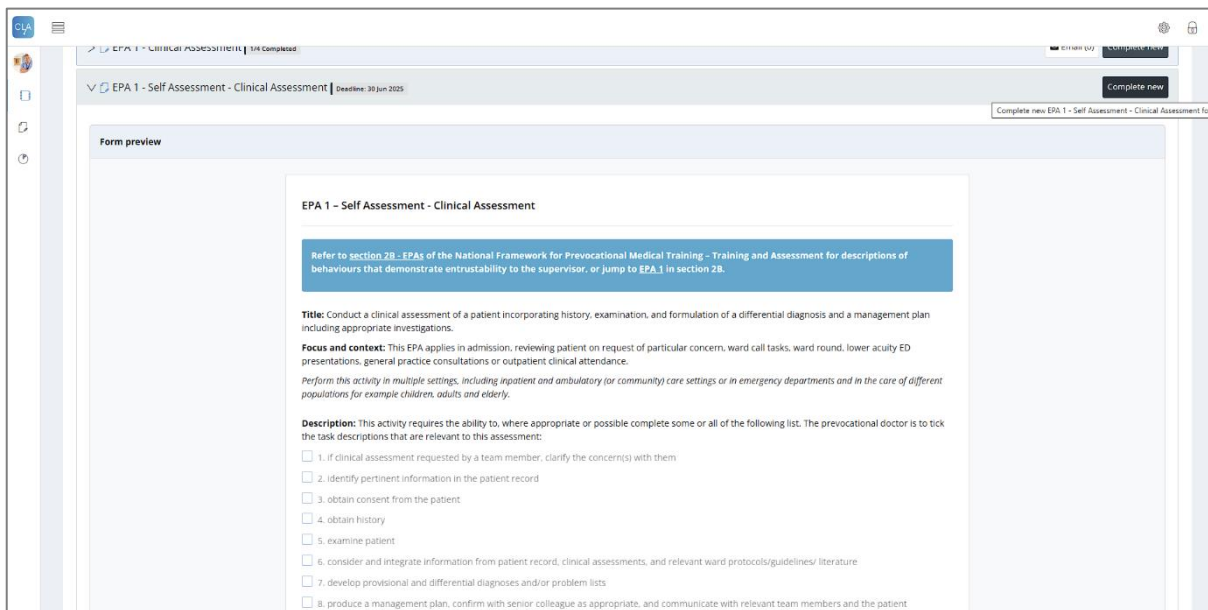 CLA
EPA 1 - Clinical Assessment 1/4 Completed Email (0) Complete new
EPA 1 - Self Assessment - Clinical Assessment Deadline: 30 Jun 2025 Complete new
Complete new EPA 1 - Self Assessment - Clinical Assessment fo
Form preview
EPA 1 – Self Assessment - Clinical Assessment
Refer to section 2B - EPAs of the National Framework for Prevocational Medical Training – Training and Assessment for descriptions of
behaviours that demonstrate entrustability to the supervisor, or jump to EPA 1 in section 2B.
Title: Conduct a clinical assessment of a patient incorporating history, examination, and formulation of a differential diagnosis and a management plan
including appropriate investigations.
Focus and context: This EPA applies in admission, reviewing patient on request of particular concern, ward call tasks, ward round, lower acuity ED
presentations, general practice consultations or outpatient clinical attendance.
Perform this activity in multiple settings, including inpatient and ambulatory (or community) care settings or in emergency departments and in the care of different
populations for example children, adults and elderly.
Description: This activity requires the ability to, where appropriate or possible complete some or all of the following list. The prevocational doctor is to tick
the task descriptions that are relevant to this assessment:
1. if clinical assessment requested by a team member, clarify the concern(s) with them
2. identify pertinent information in the patient record
3. obtain consent from the patient
4. obtain history
5. examine patient
6. consider and integrate information from patient record, clinical assessments, and relevant ward protocols/guidelines/ literature
7. develop provisional and differential diagnoses and/or problem lists
8. produce a management plan, confirm with senior colleague as appropriate, and communicate with relevant team members and the patient